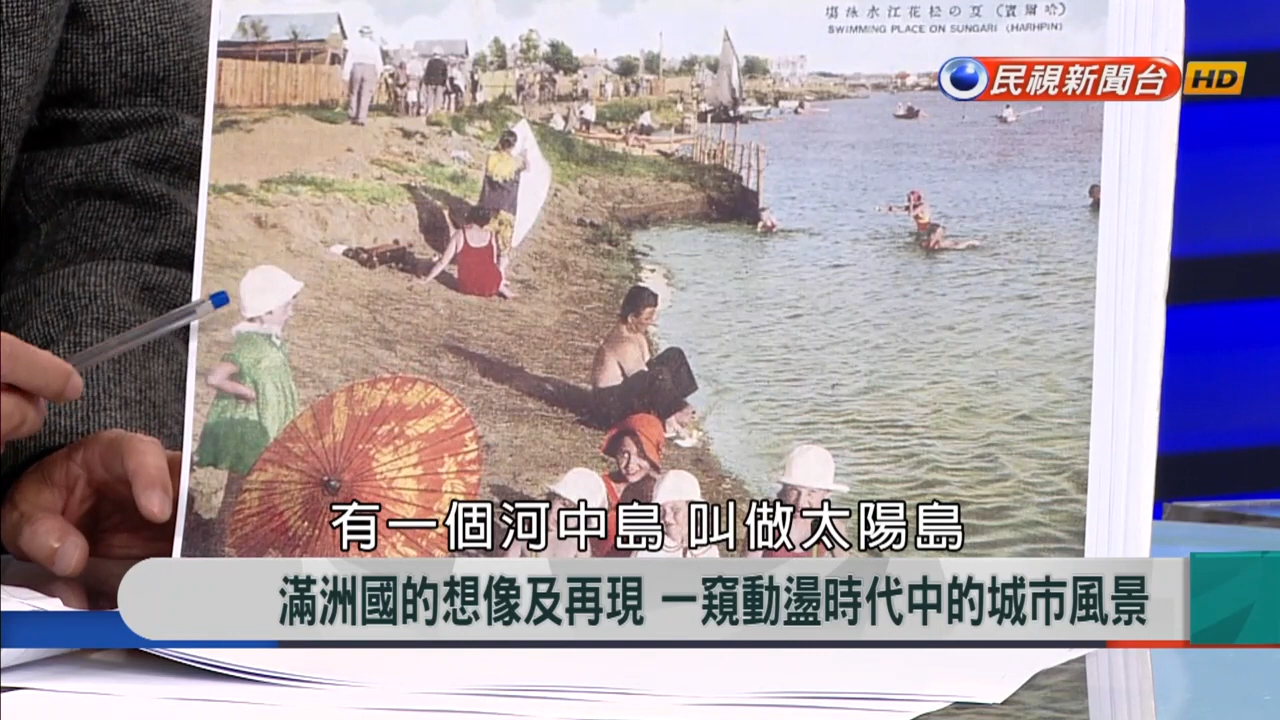 （哈爾賓）夏の松花江水泳場
SWIMMING PLACE ON SUNGARI (HARHPIN)
民視新聞台 HD
有一個河中島 叫做太陽島
滿洲國的想像及再現 一窺動盪時代中的城市風景